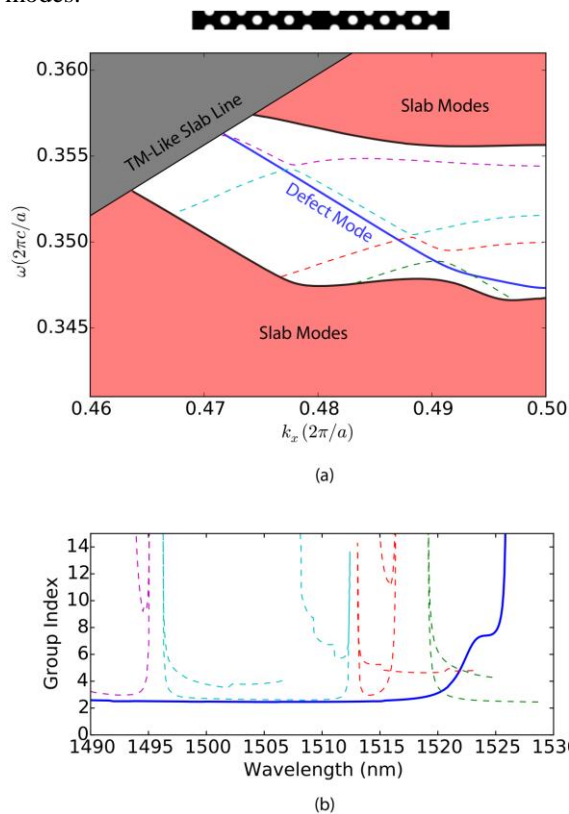 modes.
0.360
0.355
0.350
0.345
ω(2πc/a)
TM-Like Slab Line
Slab Modes
Defect Mode
Slab Modes
0.46 0.47 0.48 0.49 0.50
kₓ(2π/a)
(a)
14
12
10
8
6
4
2
0
Group Index
1490 1495 1500 1505 1510 1515 1520 1525 1530
Wavelength (nm)
(b)